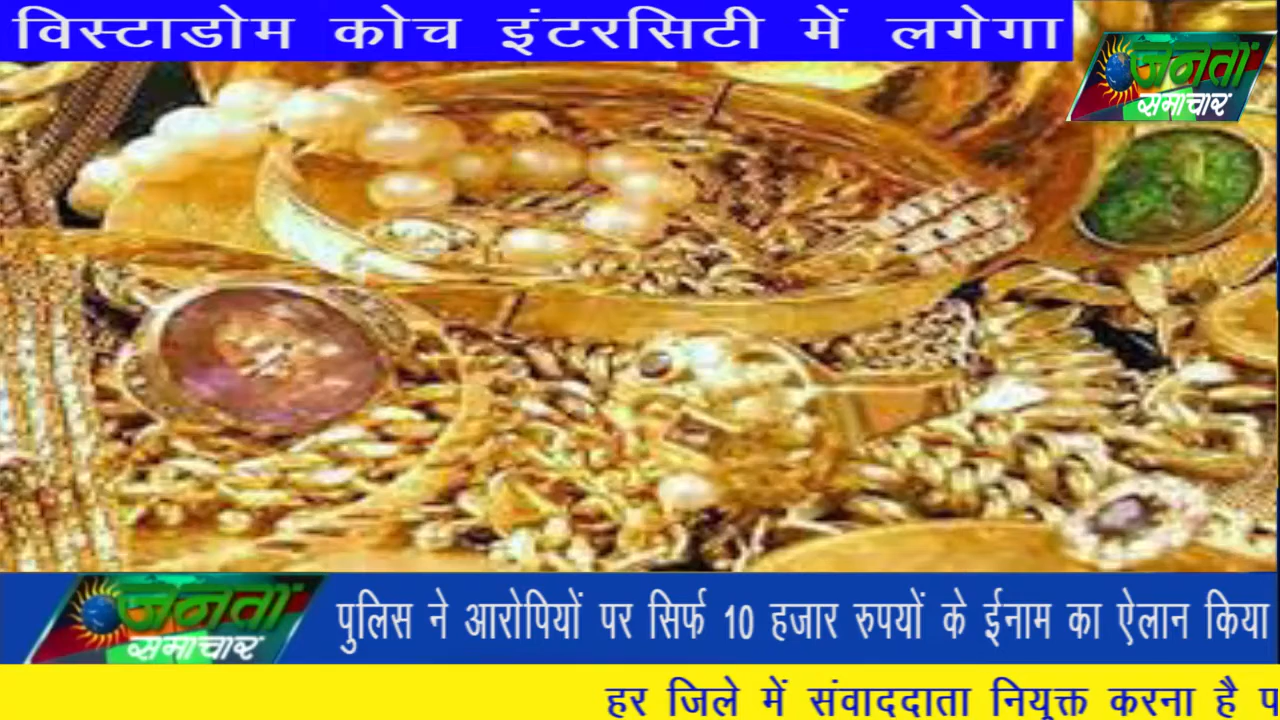 विस्टाडोम कोच इंटरसिटी में लगेगा
जनता
समाचार
जनता
समाचार
पुलिस ने आरोपियों पर सिर्फ 10 हजार रुपयों के ईनाम का ऐलान किया
हर जिले में संवाददाता नियुक्त करना है प